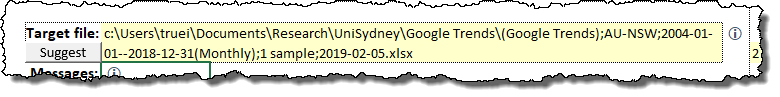 Target file: c:\Users\truei\Documents\Research\UniSydney\Google Trends\(Google Trends);AU-NSW;2004-01-
Suggest 01--2018-12-31(Monthly);1 sample;2019-02-05.xlsx 2
Messages: